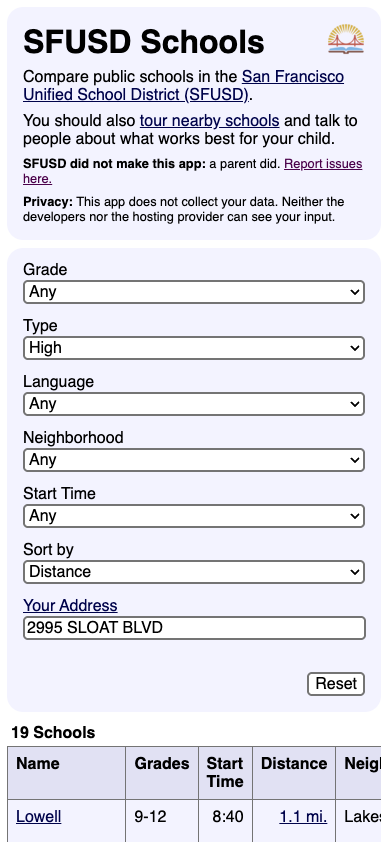 SFUSD Schools
Compare public schools in the San Francisco
Unified School District (SFUSD).
You should also tour nearby schools and talk to
people about what works best for your child.
SFUSD did not make this app: a parent did. Report issues
here.
Privacy: This app does not collect your data. Neither the
developers nor the hosting provider can see your input.
Grade
Any
Type
High
Language
Any
Neighborhood
Any
Start Time
Any
Sort by
Distance
Your Address
2995 SLOAT BLVD
Reset
19 Schools
Name Grades Start Distance
Time
Lowell 9-12 8:40 1.1 mi.